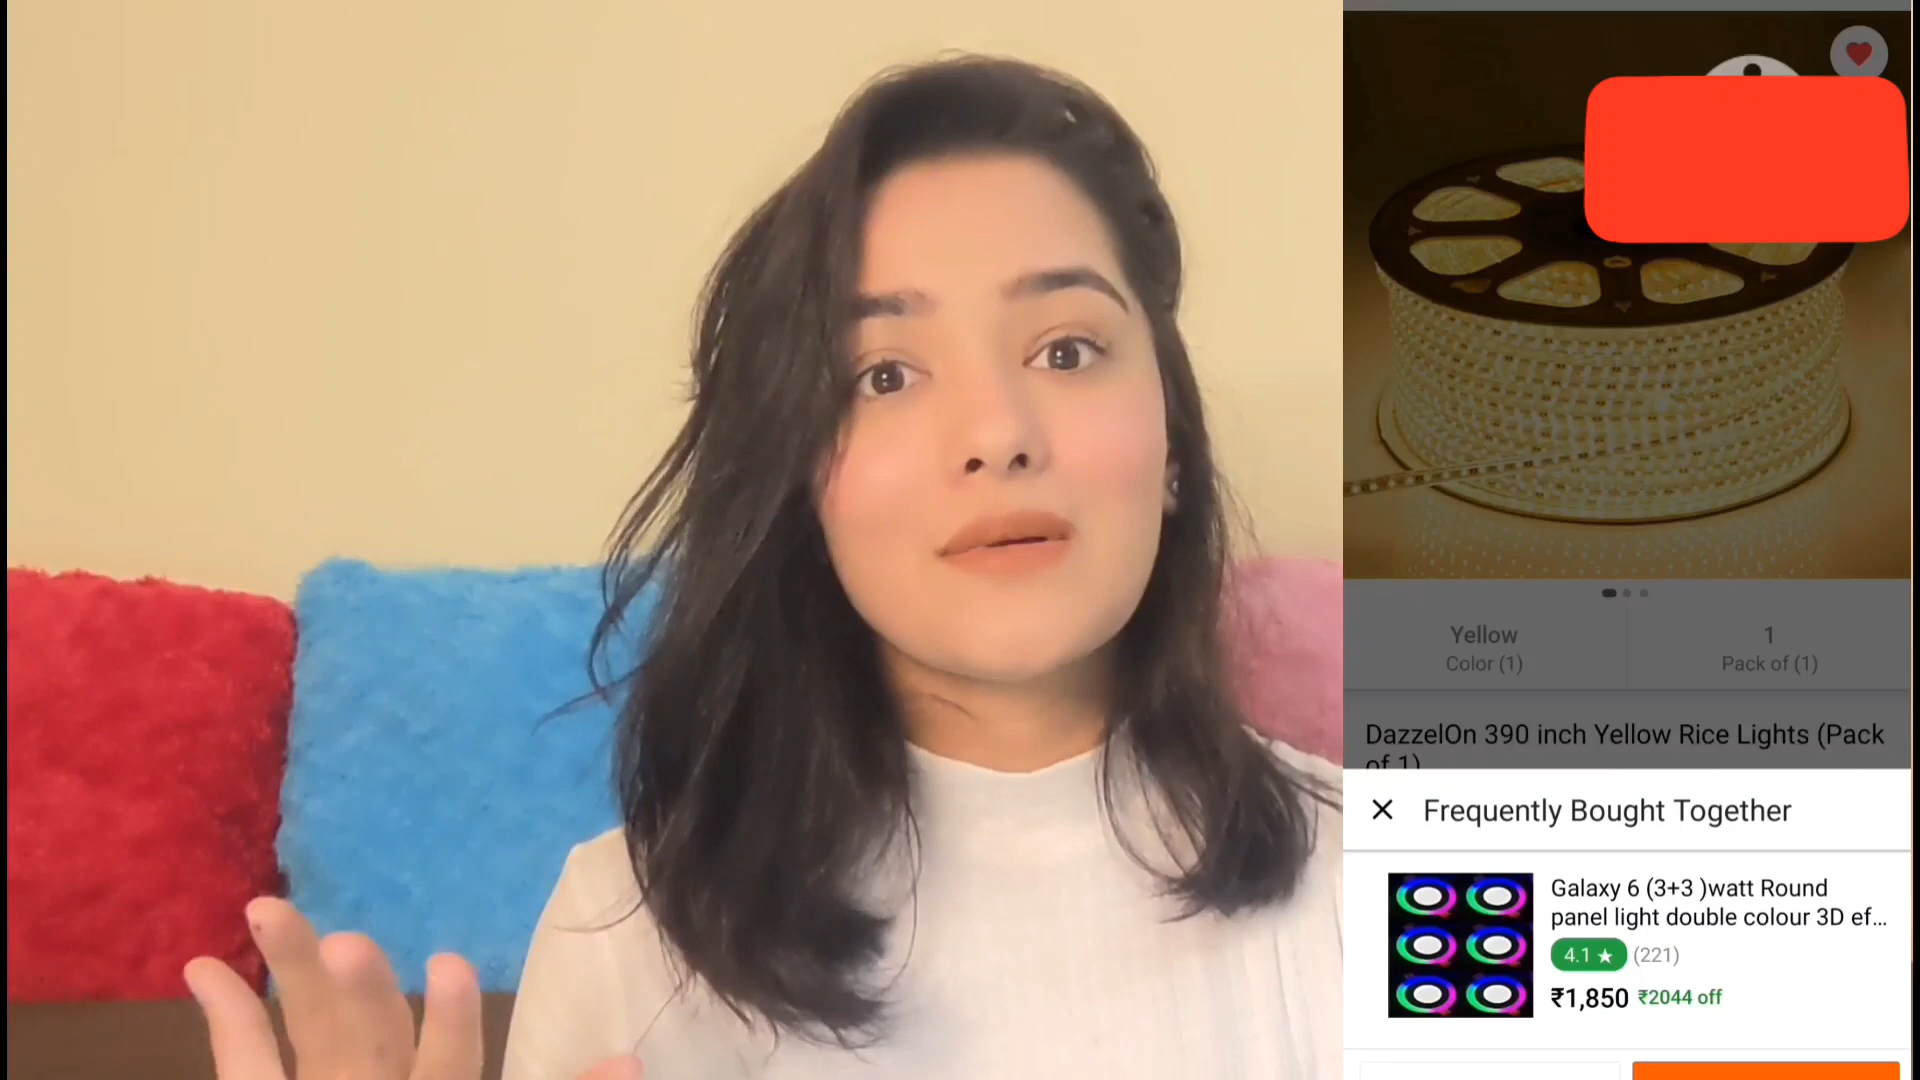 Yellow
Color (1)
1
Pack of (1)
DazzelOn 390 inch Yellow Rice Lights (Pack
of 1)
Frequently Bought Together
Galaxy 6 (3+3 )watt Round
panel light double colour 3D ef...
4.1 ★ (221)
₹1,850 ₹2044 off